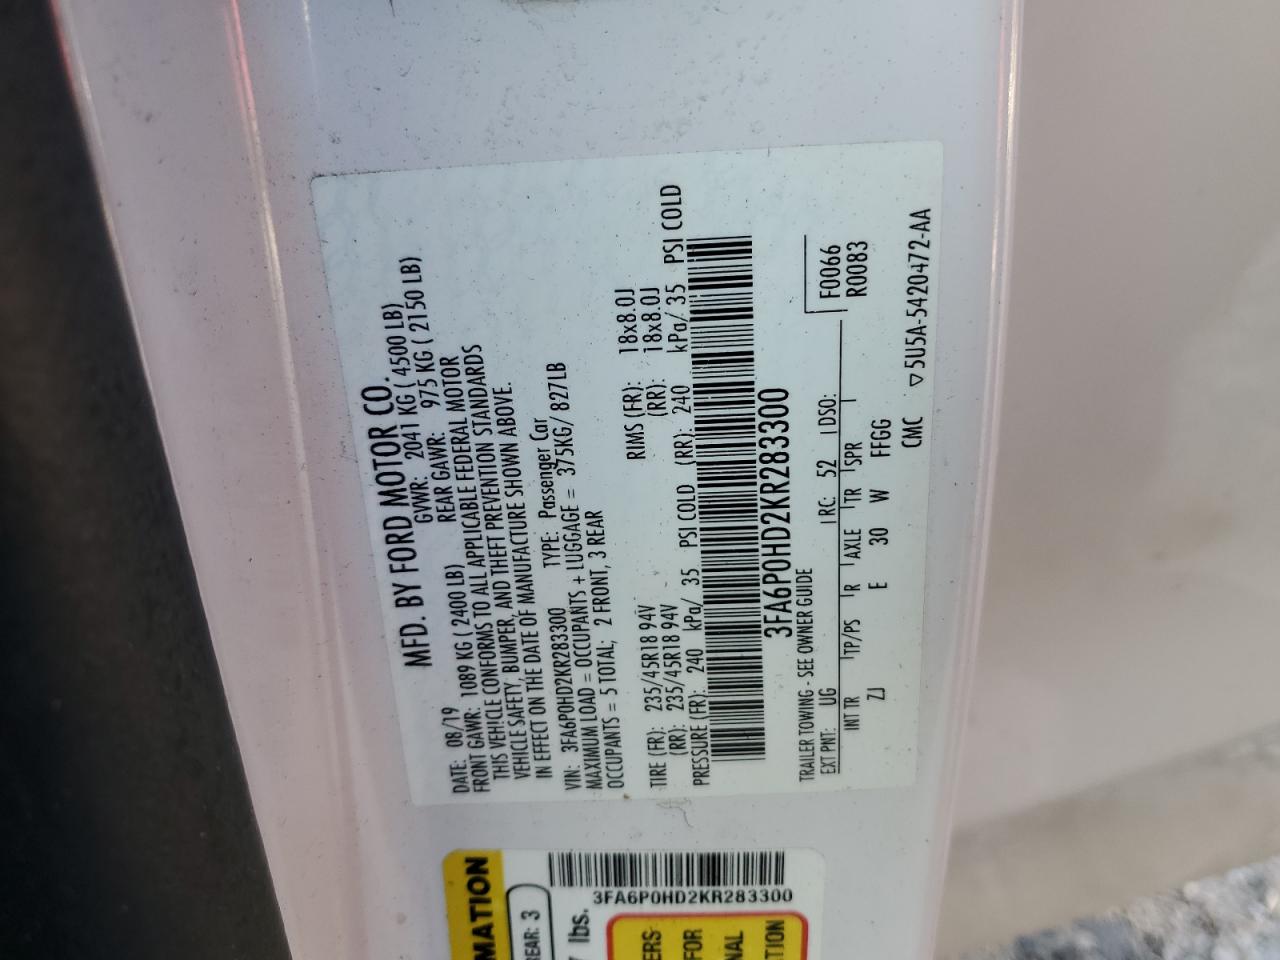 MFD. BY FORD MOTOR CO.
DATE: 08/19 GVWR: 2041 KG ( 4500 LB)
FRONT GAWR: 1089 KG ( 2400 LB) REAR GAWR: 975 KG ( 2150 LB)
THIS VEHICLE CONFORMS TO ALL APPLICABLE FEDERAL MOTOR
VEHICLE SAFETY, BUMPER, AND THEFT PREVENTION STANDARDS
IN EFFECT ON THE DATE OF MANUFACTURE SHOWN ABOVE.
VIN: 3FA6P0HD2KR283300 TYPE: Passenger Car
MAXIMUM LOAD = OCCUPANTS + LUGGAGE = 375KG/ 827LB
OCCUPANTS = 5 TOTAL; 2 FRONT, 3 REAR
TIRE (FR): 235/45R18 94V RIMS (FR): 18x8.0J
(RR): 235/45R18 94V (RR): 18x8.0J
PRESSURE (FR): 240 kPa/ 35 PSI COLD (RR): 240 kPa/ 35 PSI COLD
3FA6P0HD2KR283300
TRAILER TOWING - SEE OWNER GUIDE
F0066
EXT PNT: UG RC: 52 DSO:
R0083
INT TR TP/PS R AXLE TR SPR
ZJ E 30 W FFGG
CMC ▽5U5A-5420472-AA
3FA6P0HD2KR283300
MATION
REAR: 3
lbs.
ERS
FOR
NAL
TION